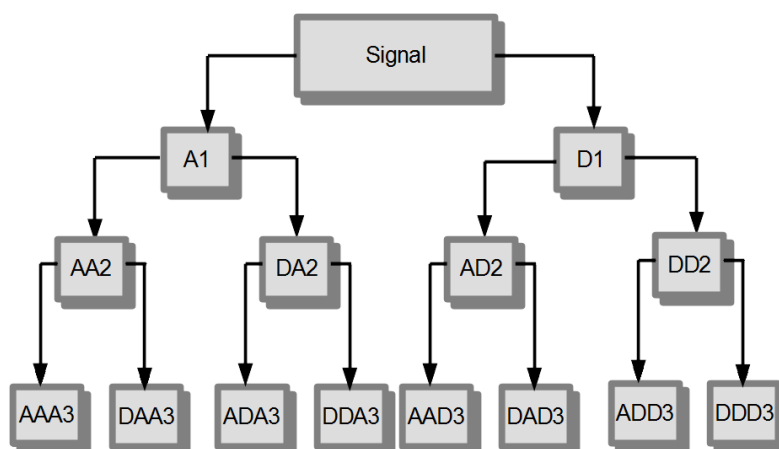 Signal
A1
D1
AA2
DA2
AD2
DD2
AAA3
DAA3
ADA3
DDA3
AAD3
DAD3
ADD3
DDD3